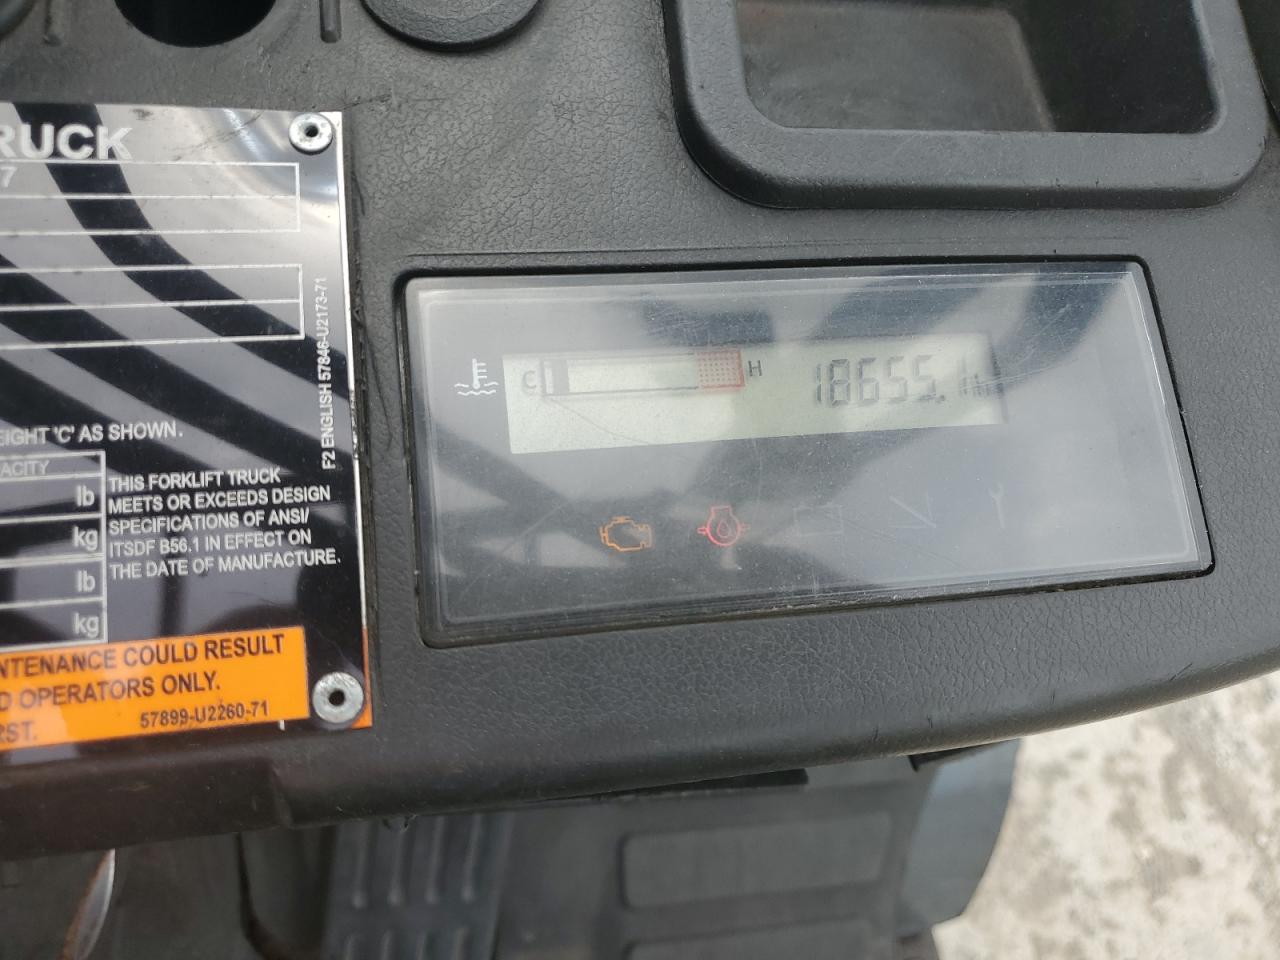 RUCK
7
F2 ENGLISH 57846-U2173-71
EIGHT 'C' AS SHOWN.
ACITY
lb
kg
lb
kg
THIS FORKLIFT TRUCK
MEETS OR EXCEEDS DESIGN
SPECIFICATIONS OF ANSI/
ITSDF B56.1 IN EFFECT ON
THE DATE OF MANUFACTURE.
NTENANCE COULD RESULT
D OPERATORS ONLY.
RST.
57899-U2260-71
C
H
18655.1h